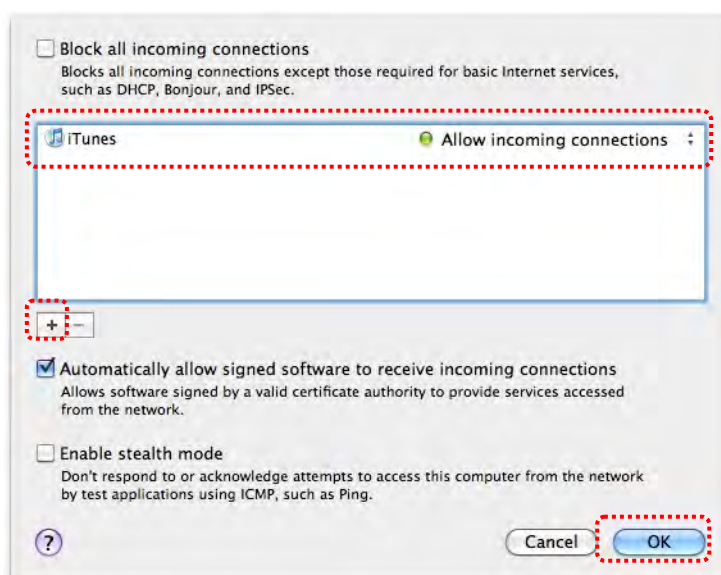 Block all incoming connections
Blocks all incoming connections except those required for basic Internet services,
such as DHCP, Bonjour, and IPSec.
iTunes Allow incoming connections
+ −
Automatically allow signed software to receive incoming connections
Allows software signed by a valid certificate authority to provide services accessed
from the network.
Enable stealth mode
Don't respond to or acknowledge attempts to access this computer from the network
by test applications using ICMP, such as Ping.
? Cancel OK